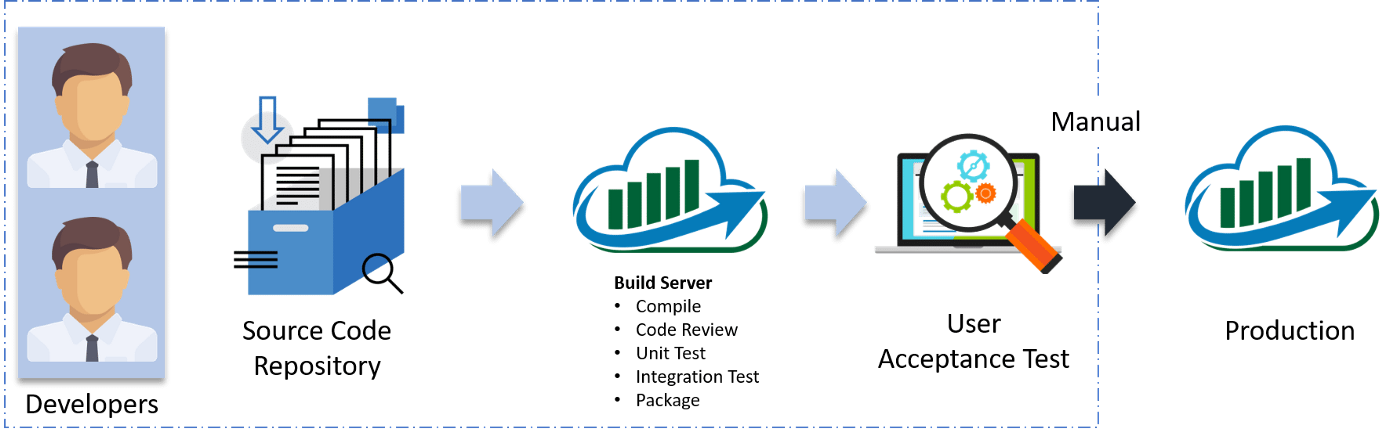 Developers
Source Code
Repository
Build Server
• Compile
• Code Review
• Unit Test
• Integration Test
• Package
User
Acceptance Test
Manual
Production